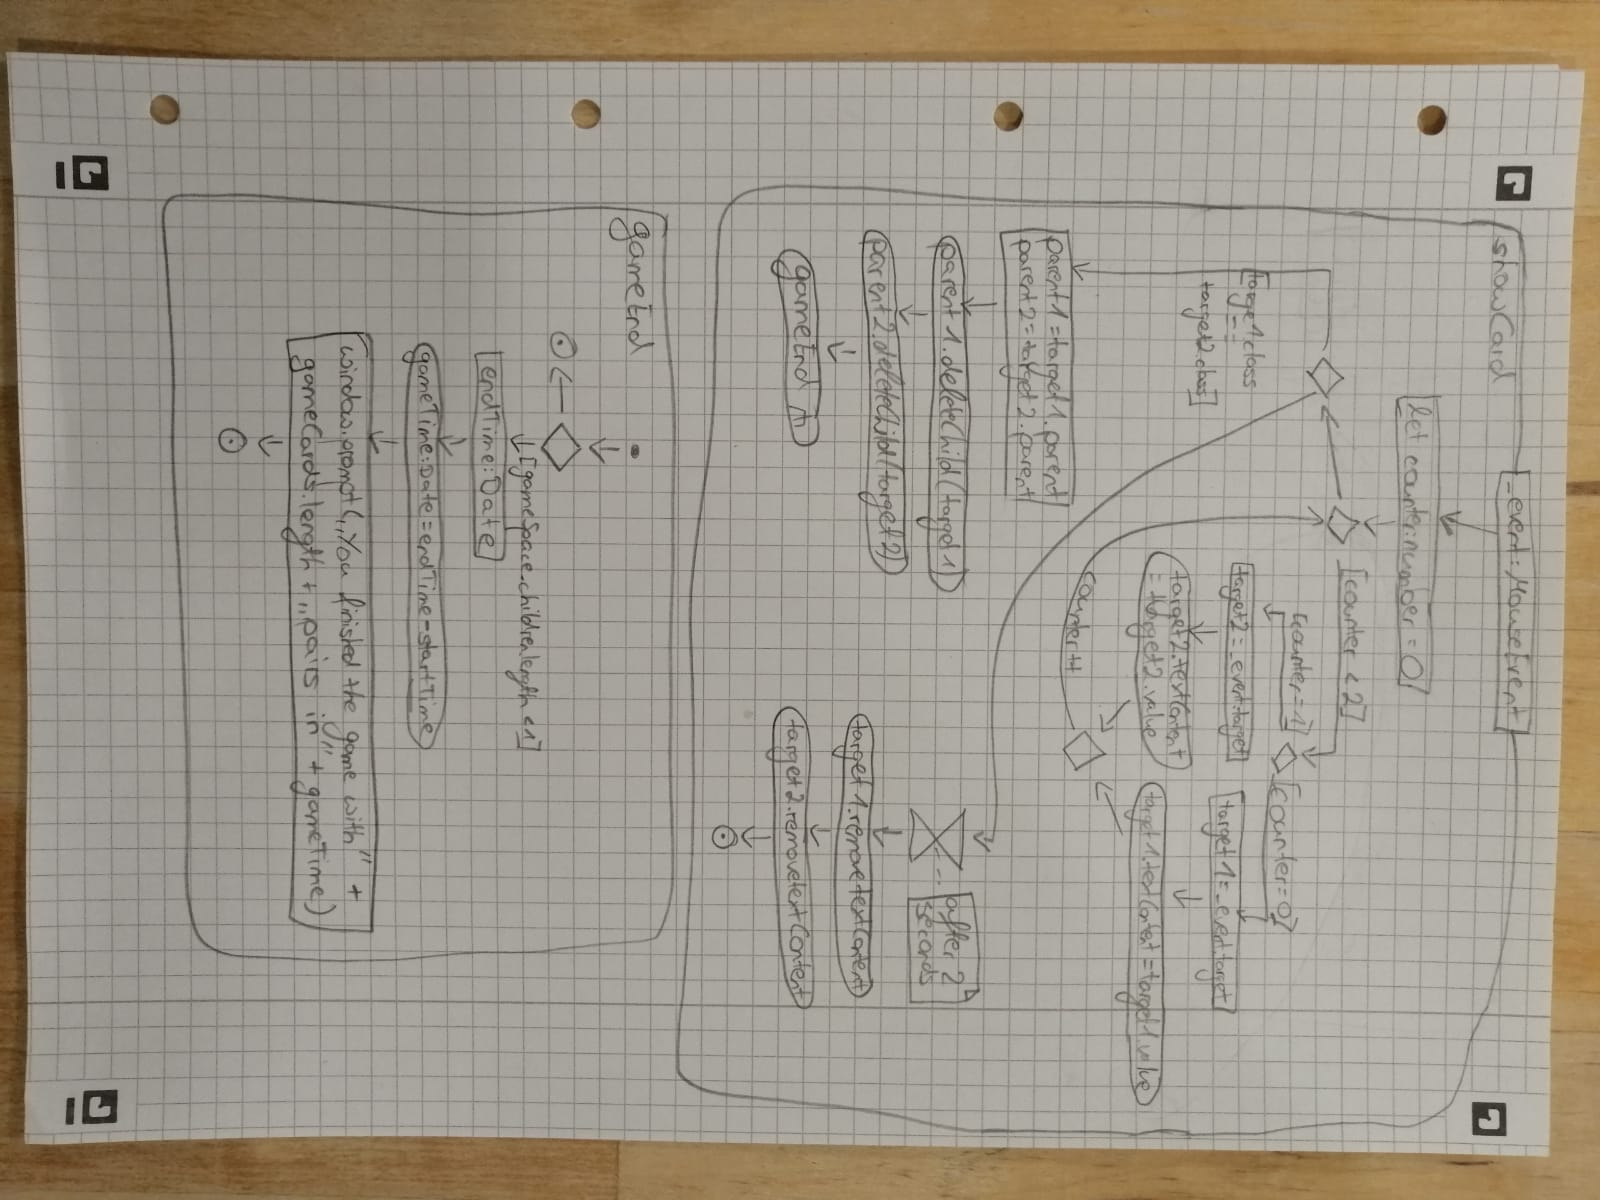 showCard
_event: MouseEvent
let counter: number = 0
[counter < 2]
[counter = 1]
[counter = 0]
target2 = _event.target
target1 = _event.target
target2.textContent
= target2.value
target1.textContent = target1.value
counter++
[target1.class
==
target2.class]
parent1 = target1.parent
parent2 = target2.parent
parent1.deleteChild(target1)
parent2.deleteChild(target2)
gameEnd
after 2
seconds
target1.removetextContent
target2.removetextContent
gameEnd
[gameSpace.children.length < 1]
endTime: Date
gameTime: Date = endTime - startTime
window.prompt(„You finished the game with" +
gameCards.length + „pairs in" + gameTime)